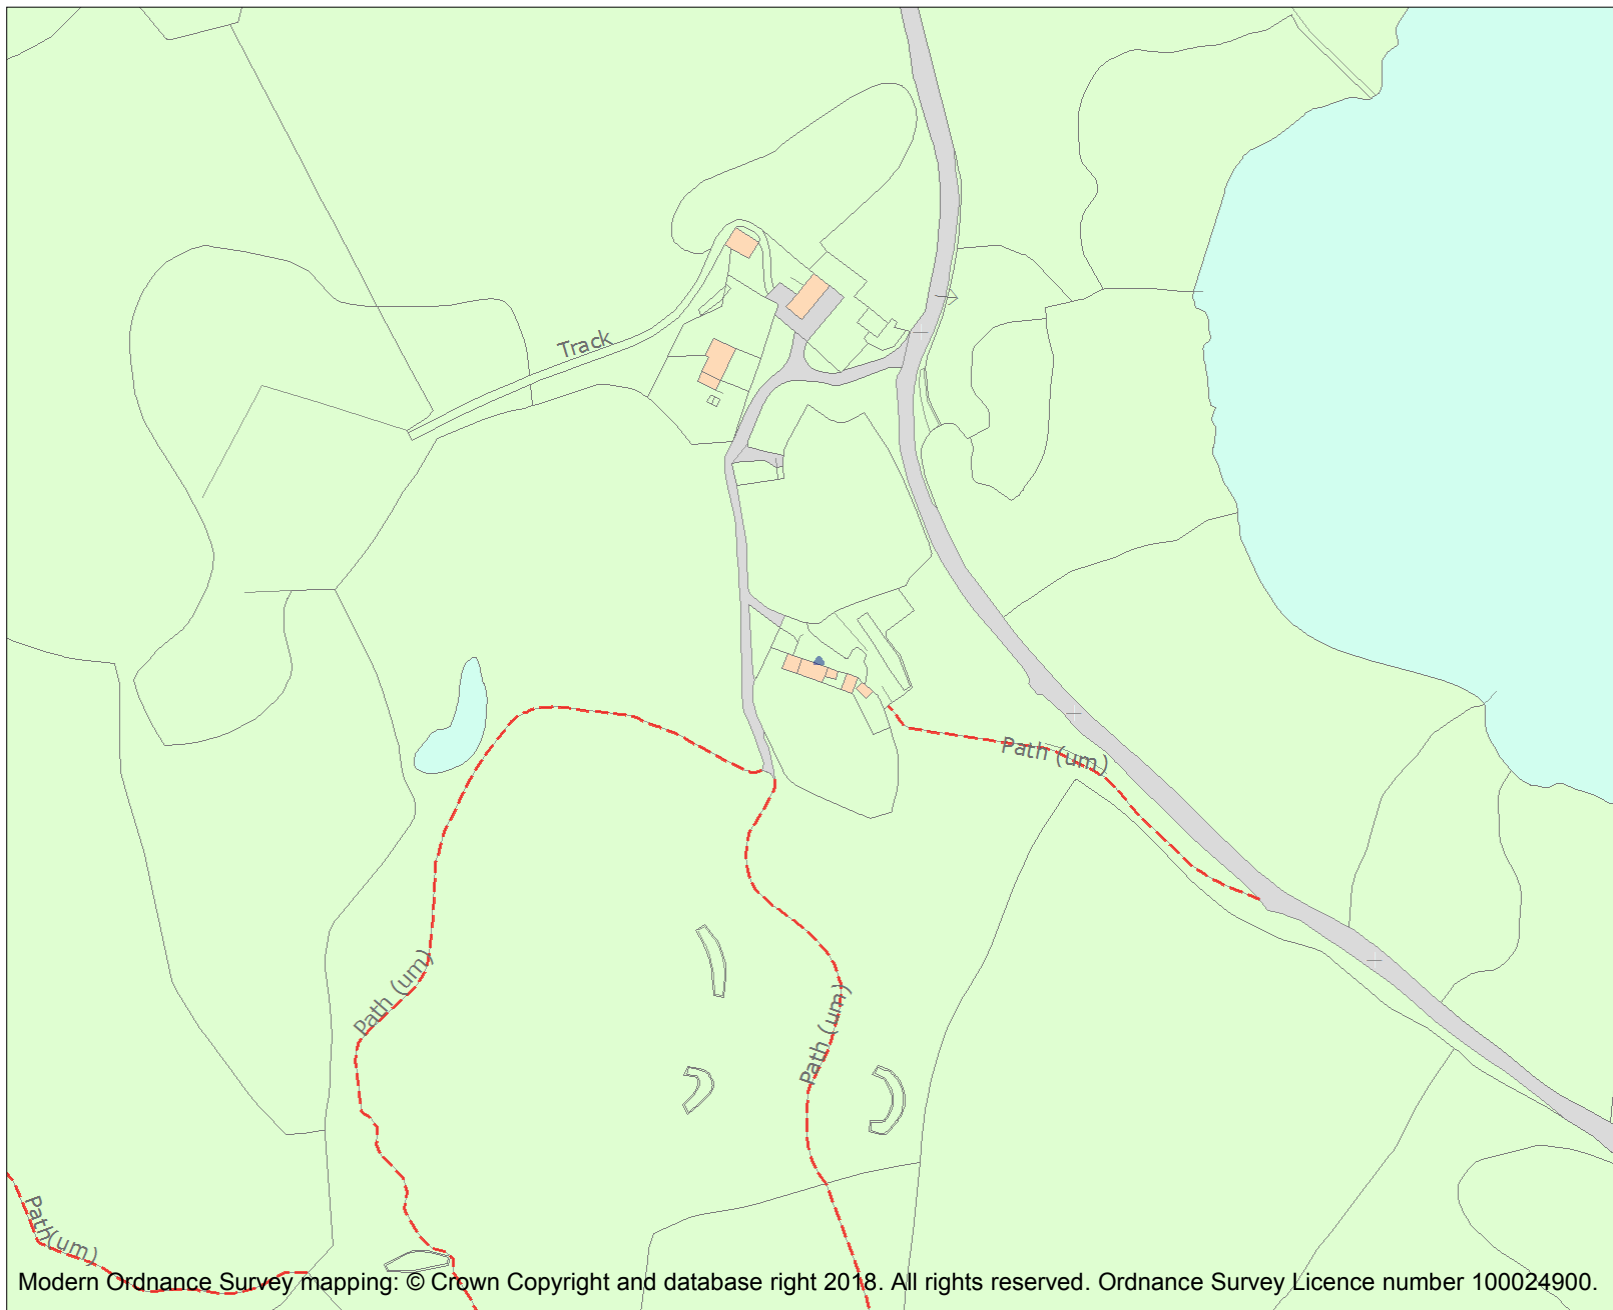 Track
Path (um)
Path (um)
Path (um)
Path(um)
Modern Ordnance Survey mapping: © Crown Copyright and database right 2018. All rights reserved. Ordnance Survey Licence number 100024900.